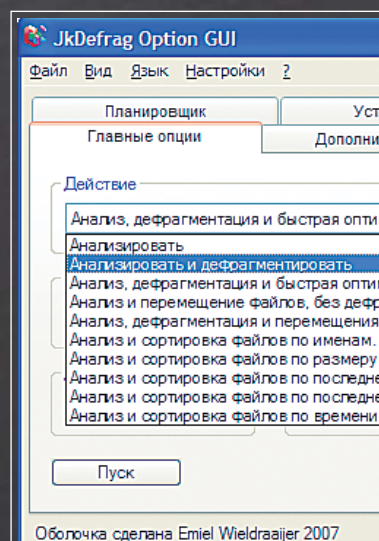 JkDefrag Option GUI
Файл Вид Язык Настройки ?
Планировщик Уст
Главные опции Дополни
Действие
Анализ, дефрагментация и быстрая опти
Анализировать
Анализировать и дефрагментировать
Анализ, дефрагментация и быстрая опти
Анализ и перемещение файлов, без дефр
Анализ, дефрагментация и перемещения
Анализ и сортировка файлов по именам.
Анализ и сортировка файлов по размеру
Анализ и сортировка файлов по последне
Анализ и сортировка файлов по последне
Анализ и сортировка файлов по времени
Пуск
Оболочка сделана Emiel Wieldraaijer 2007